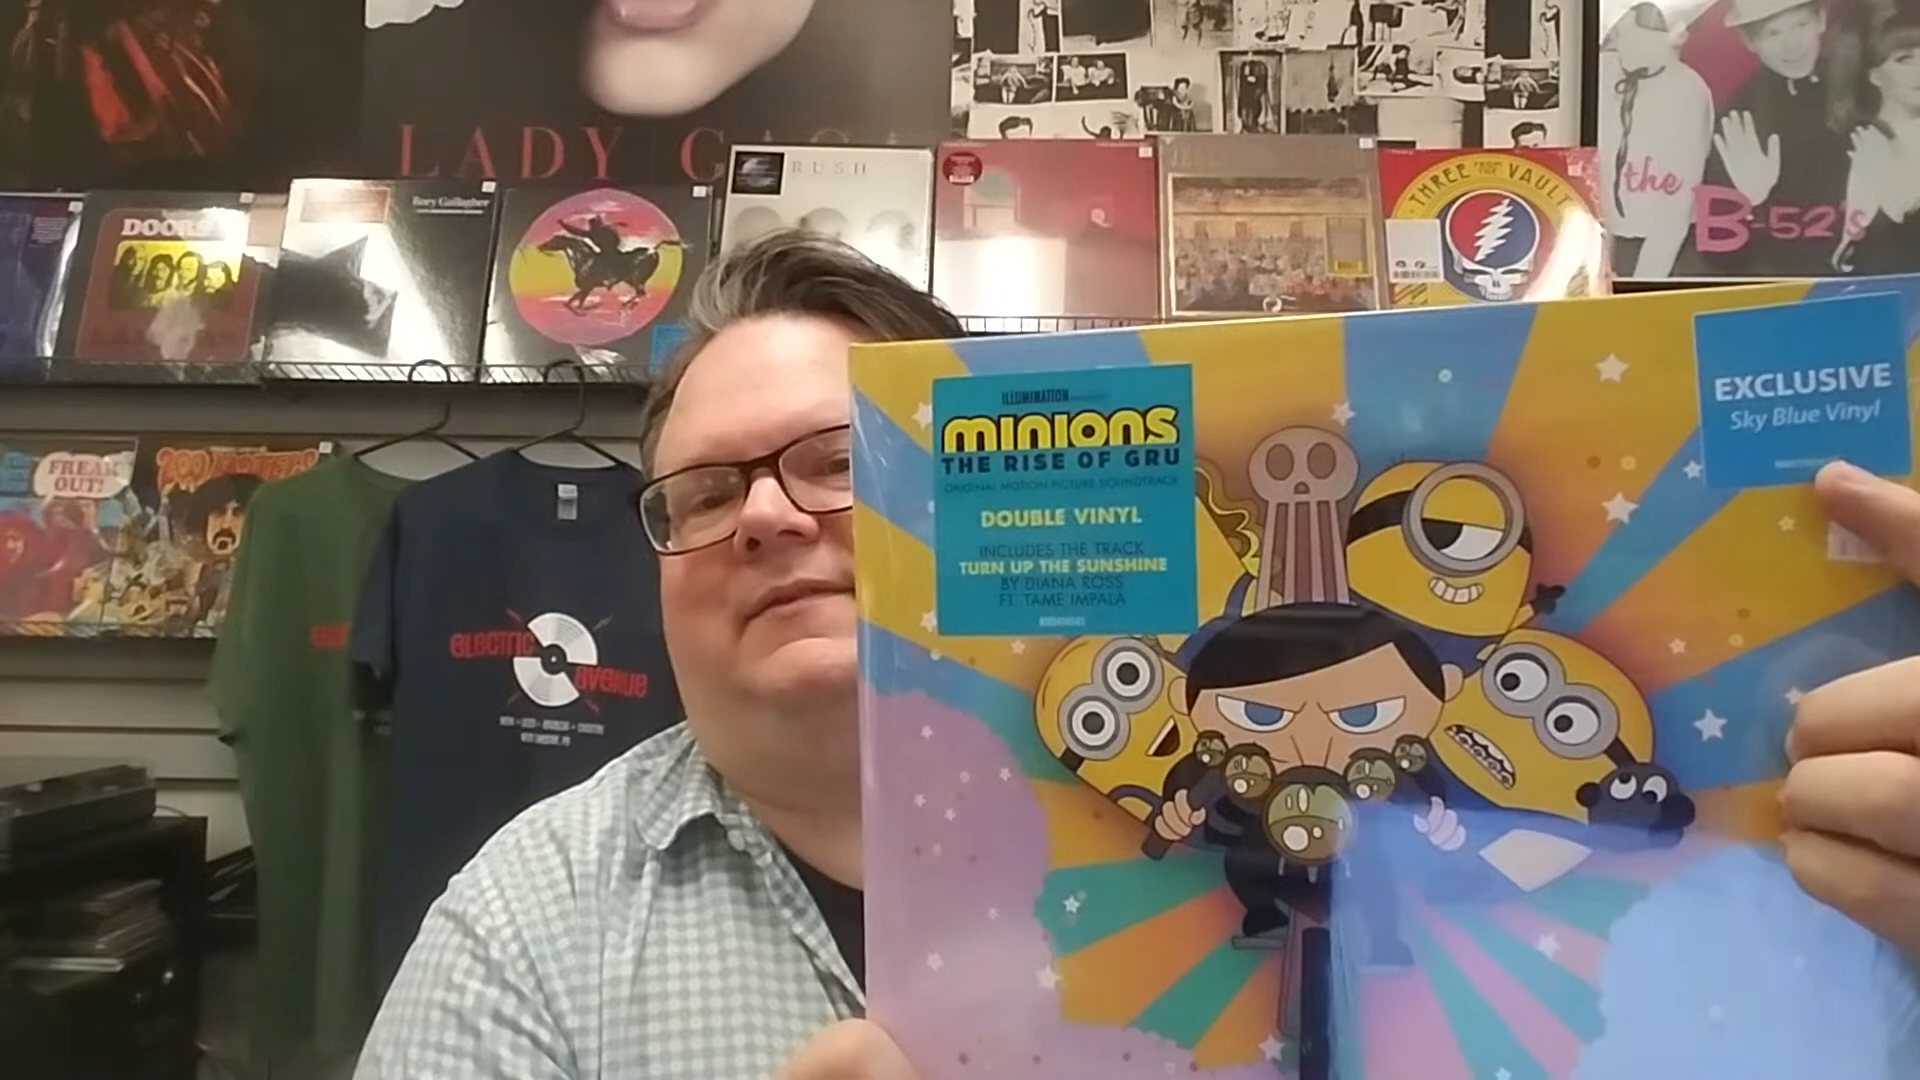 LADY G
RUSH
THREE FROM THE VAULT
the
B-52's
DOORS
Rory Gallagher
FREAK
OUT!
200 MOTELS
electric
avenue
ILLUMINATION
minions
THE RISE OF GRU
ORIGINAL MOTION PICTURE SOUNDTRACK
DOUBLE VINYL
INCLUDES THE TRACK
TURN UP THE SUNSHINE
BY DIANA ROSS
FT. TAME IMPALA
EXCLUSIVE
Sky Blue Vinyl